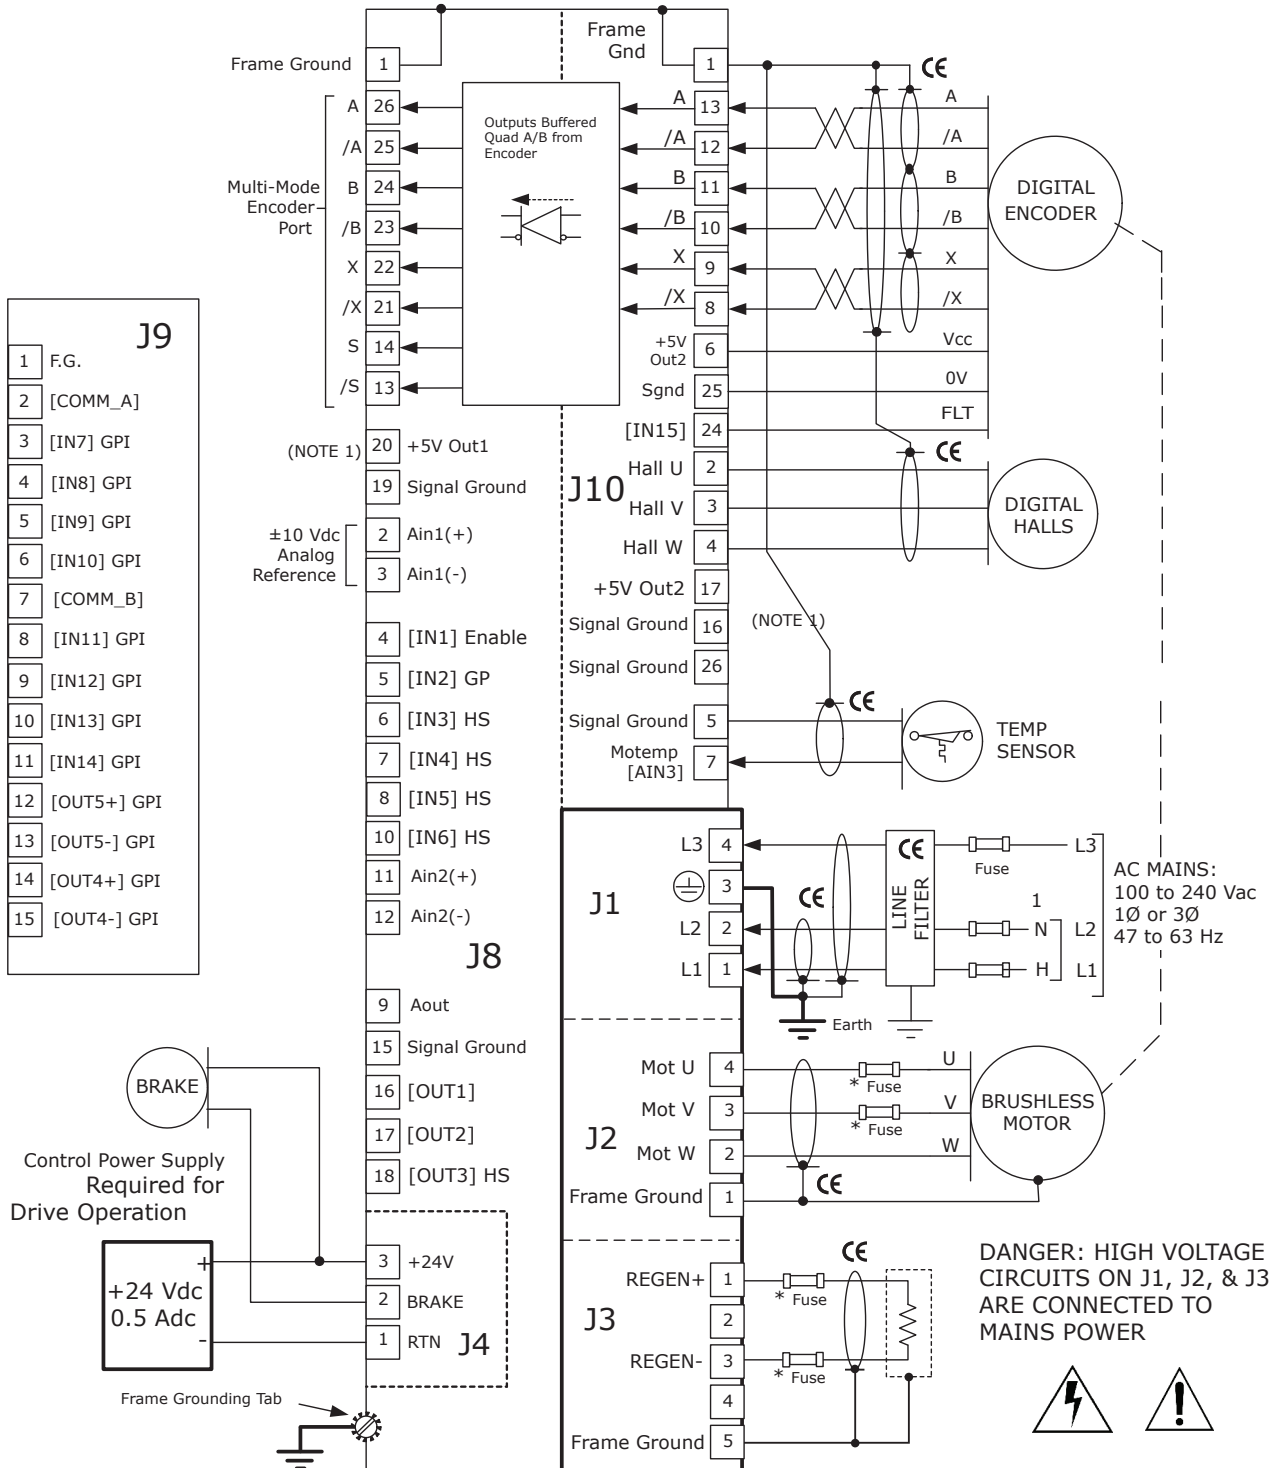 Frame Ground 1
Multi-Mode
Encoder
Port
A 26
/A 25
B 24
/B 23
X 22
/X 21
S 14
/S 13
Outputs Buffered
Quad A/B from
Encoder
(NOTE 1) 20 +5V Out1
19 Signal Ground
±10 Vdc
Analog
Reference
2 Ain1(+)
3 Ain1(-)
4 [IN1] Enable
5 [IN2] GP
6 [IN3] HS
7 [IN4] HS
8 [IN5] HS
10 [IN6] HS
11 Ain2(+)
12 Ain2(-)
J8
9 Aout
15 Signal Ground
16 [OUT1]
17 [OUT2]
18 [OUT3] HS
J9
1 F.G.
2 [COMM_A]
3 [IN7] GPI
4 [IN8] GPI
5 [IN9] GPI
6 [IN10] GPI
7 [COMM_B]
8 [IN11] GPI
9 [IN12] GPI
10 [IN13] GPI
11 [IN14] GPI
12 [OUT5+] GPI
13 [OUT5-] GPI
14 [OUT4+] GPI
15 [OUT4-] GPI
BRAKE
Control Power Supply
Required for
Drive Operation
+
+24 Vdc
0.5 Adc
-
3 +24V
2 BRAKE
1 RTN
J4
Frame Grounding Tab
Frame
Gnd
1
CE
A 13 A
/A 12 /A
B 11 B
/B 10 /B
X 9 X
/X 8 /X
+5V
Out2
6 Vcc
Sgnd 25 0V
[IN15] 24 FLT
DIGITAL
ENCODER
J10
CE
Hall U 2
Hall V 3
Hall W 4
DIGITAL
HALLS
+5V Out2 17
Signal Ground 16 (NOTE 1)
Signal Ground 26
CE
Signal Ground 5
Motemp
[AIN3]
7
TEMP
SENSOR
J1
L3 4
3
L2 2
L1 1
CE
Earth
CE
LINE
FILTER
Fuse
L3
1
N L2
H L1
AC MAINS:
100 to 240 Vac
1Ø or 3Ø
47 to 63 Hz
J2
Mot U 4
* Fuse
U
Mot V 3
* Fuse
V
Mot W 2
W
Frame Ground 1
CE
BRUSHLESS
MOTOR
J3
CE
REGEN+ 1
* Fuse
2
REGEN- 3
* Fuse
4
Frame Ground 5
DANGER: HIGH VOLTAGE
CIRCUITS ON J1, J2, & J3
ARE CONNECTED TO
MAINS POWER
!